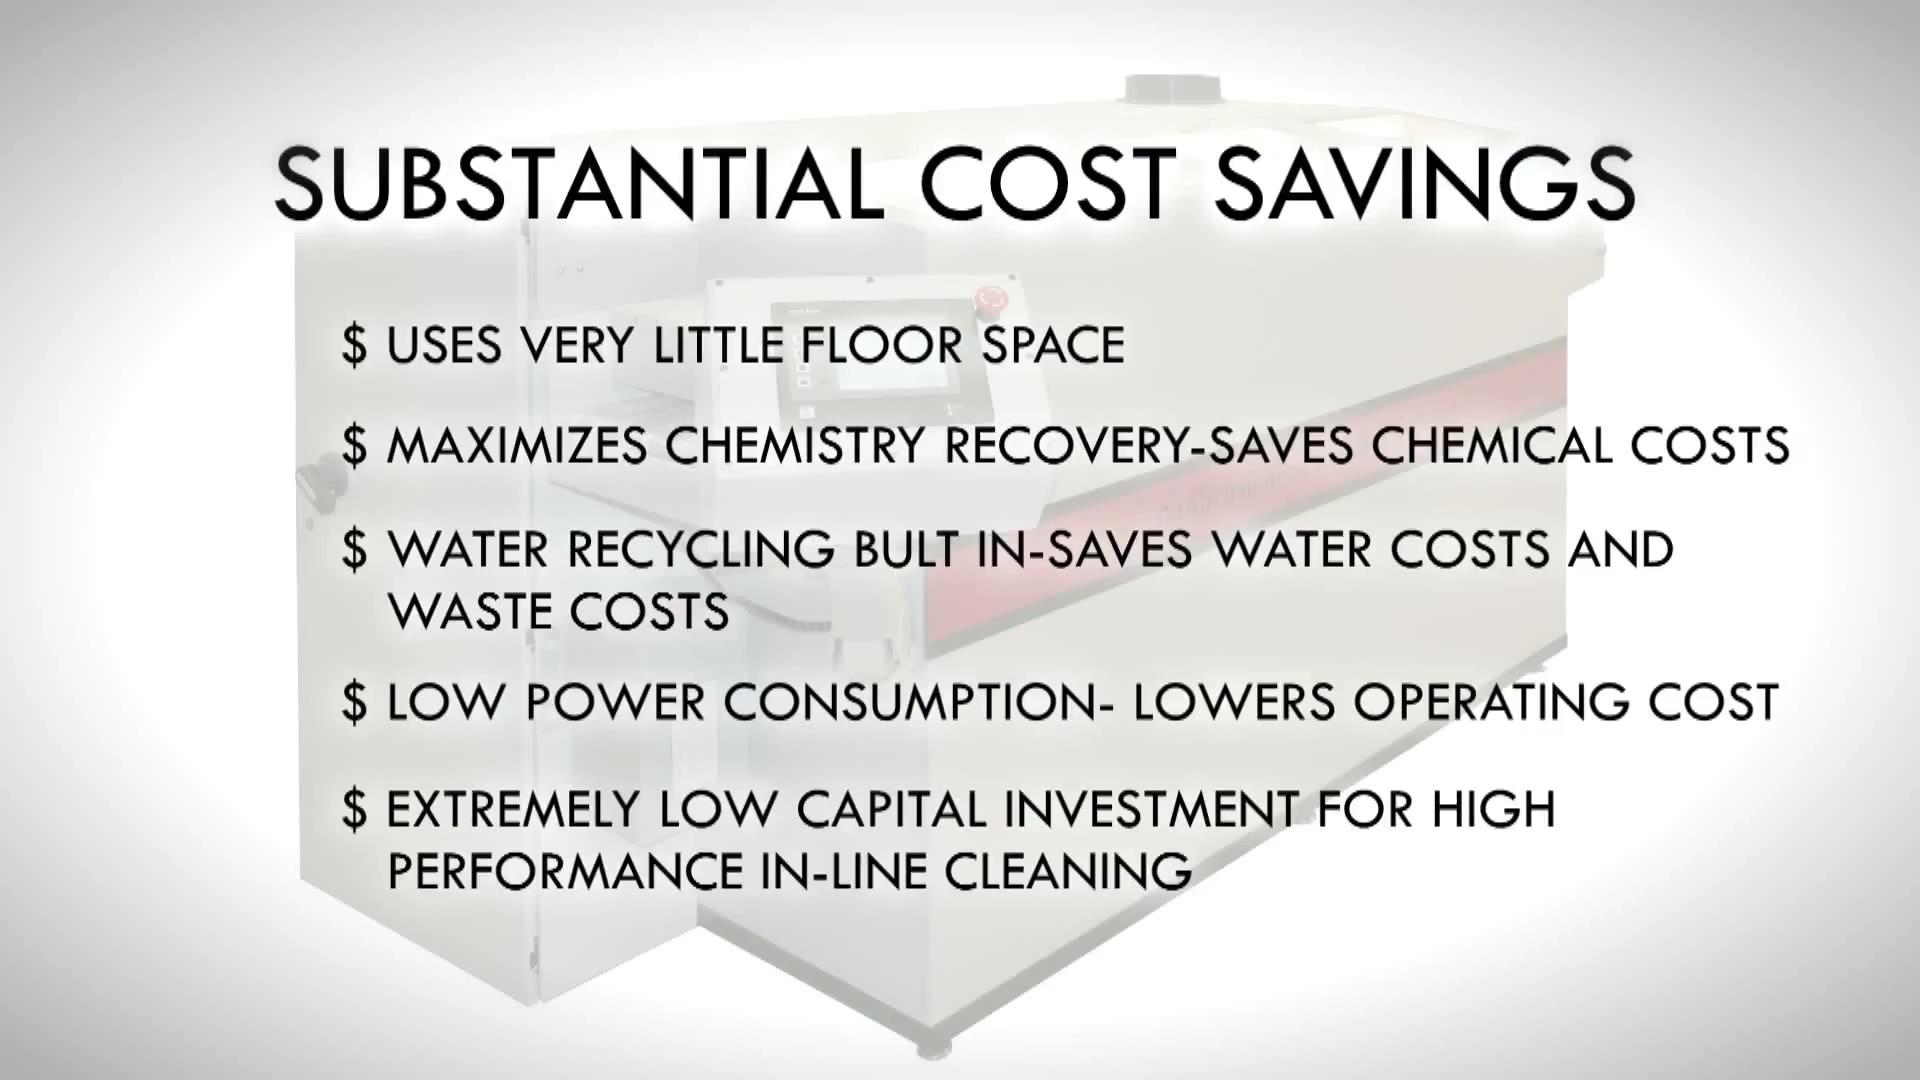 SUBSTANTIAL COST SAVINGS
$ USES VERY LITTLE FLOOR SPACE
$ MAXIMIZES CHEMISTRY RECOVERY-SAVES CHEMICAL COSTS
$ WATER RECYCLING BULT IN-SAVES WATER COSTS AND
WASTE COSTS
$ LOW POWER CONSUMPTION- LOWERS OPERATING COST
$ EXTREMELY LOW CAPITAL INVESTMENT FOR HIGH
PERFORMANCE IN-LINE CLEANING